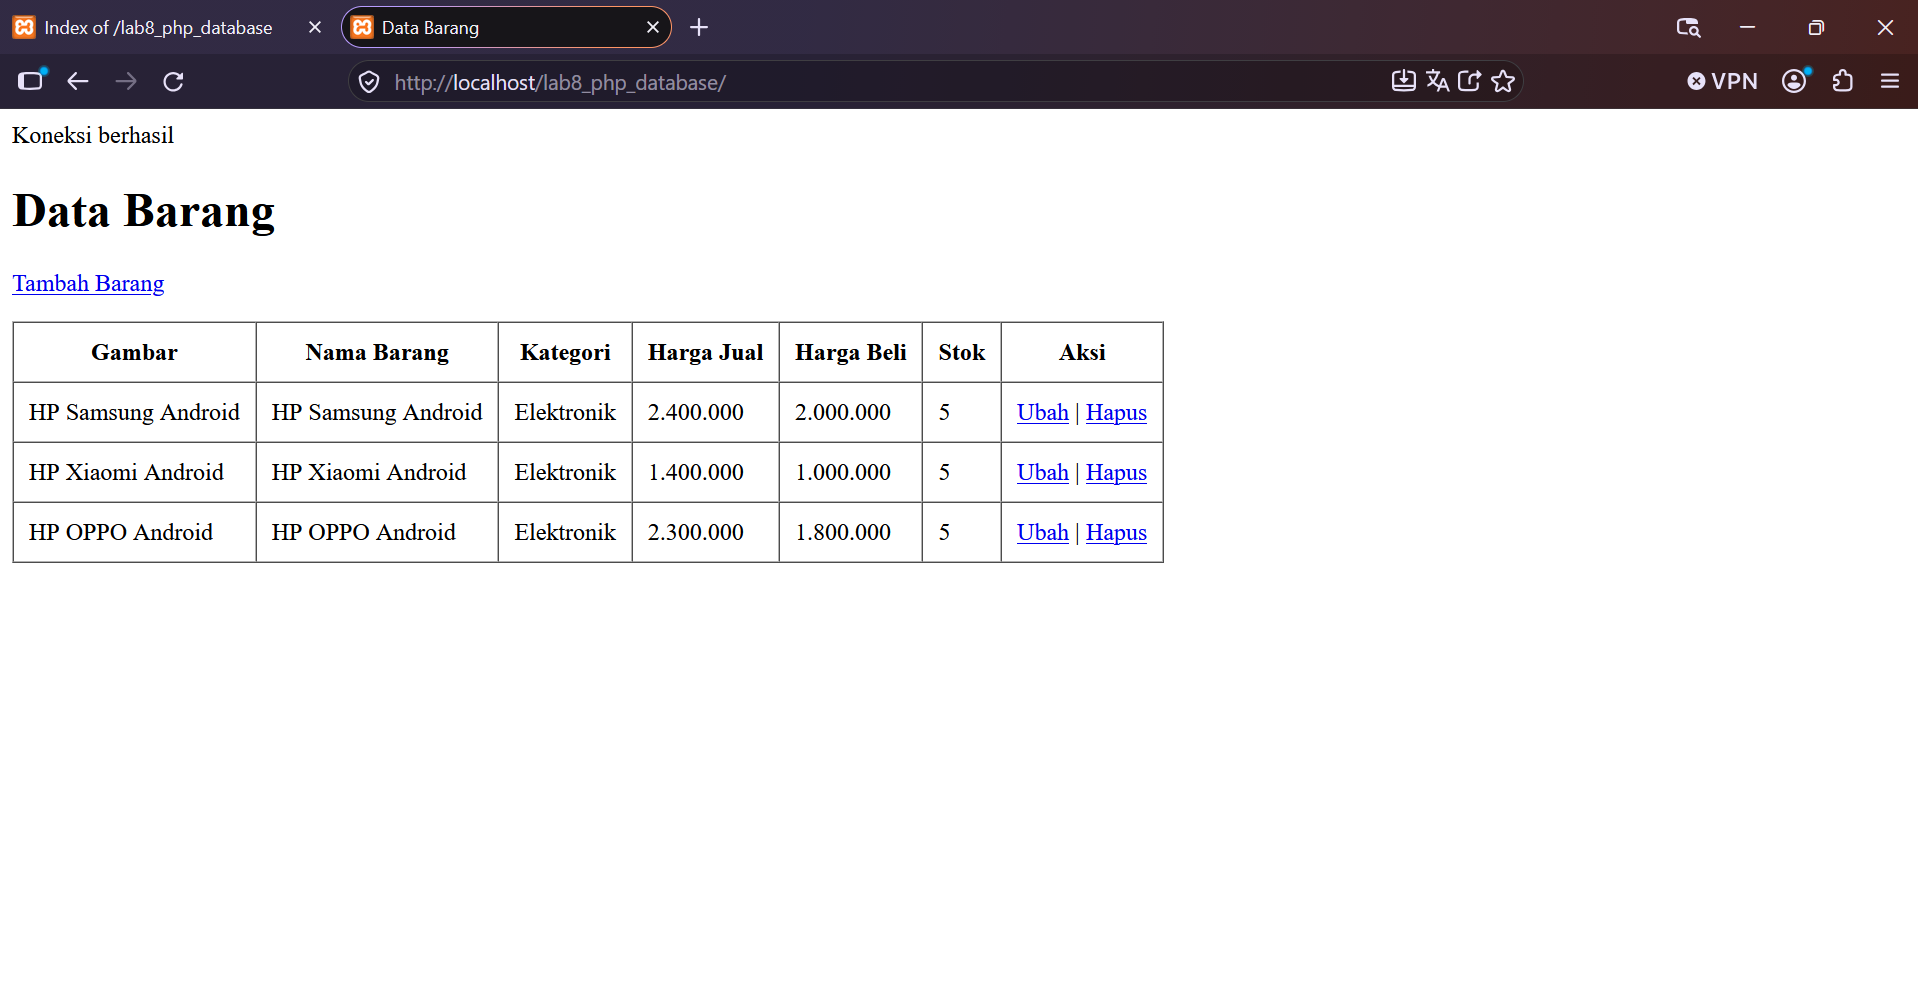 Index of /lab8_php_database
Data Barang
http://localhost/lab8_php_database/
VPN
Koneksi berhasil
Data Barang
Tambah Barang
Gambar Nama Barang Kategori Harga Jual Harga Beli Stok Aksi
HP Samsung Android HP Samsung Android Elektronik 2.400.000 2.000.000 5 Ubah | Hapus
HP Xiaomi Android HP Xiaomi Android Elektronik 1.400.000 1.000.000 5 Ubah | Hapus
HP OPPO Android HP OPPO Android Elektronik 2.300.000 1.800.000 5 Ubah | Hapus